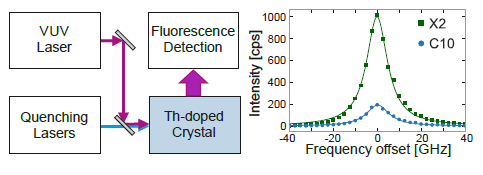 VUV
Laser
Fluorescence
Detection
Quenching
Lasers
Th-doped
Crystal
Intensity [cps]
1000
800
600
400
200
0
X2
C10
-40
-20
0
20
40
Frequency offset [GHz]